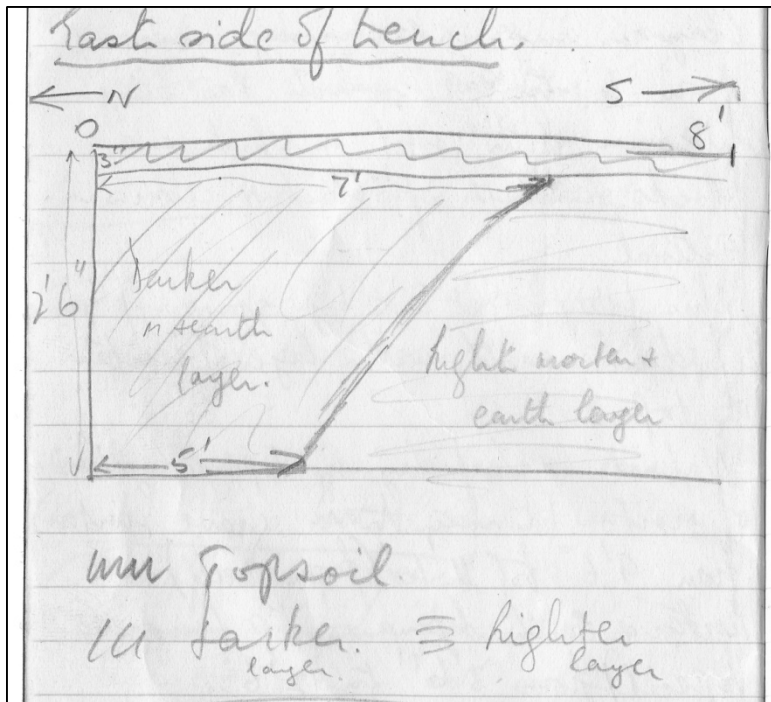 East side of trench.
← N S →
O 8'
3"
7'
2'6"
Darker
m + earth
layer.
Light mortar +
earth layer
5'
Topsoil.
Darker
layer.
Lighter
layer